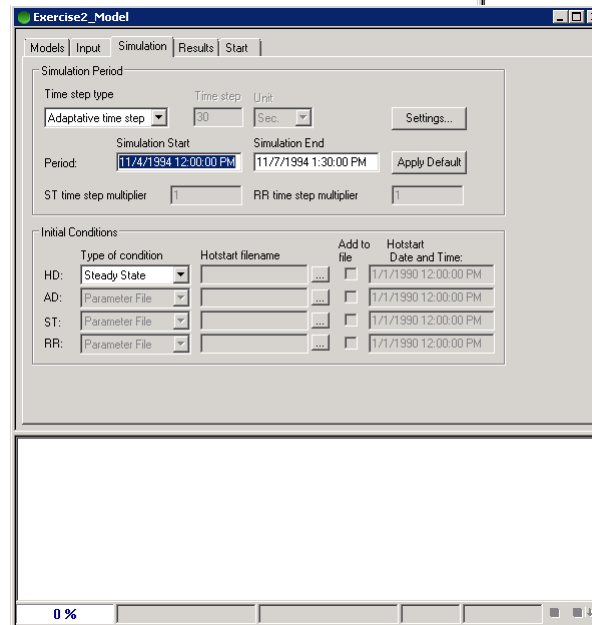 Exercise2_Model
Models Input Simulation Results Start
Simulation Period
Time step type Time step Unit
Adaptative time step 30 Sec. Settings...
Simulation Start Simulation End
Period: 11/4/1994 12:00:00 PM 11/7/1994 1:30:00 PM Apply Default
ST time step multiplier 1 RR time step multiplier 1
Initial Conditions
Type of condition Hotstart filename Add to file Hotstart Date and Time:
HD: Steady State ... 1/1/1990 12:00:00 PM
AD: Parameter File ... 1/1/1990 12:00:00 PM
ST: Parameter File ... 1/1/1990 12:00:00 PM
RR: Parameter File ... 1/1/1990 12:00:00 PM
0 %